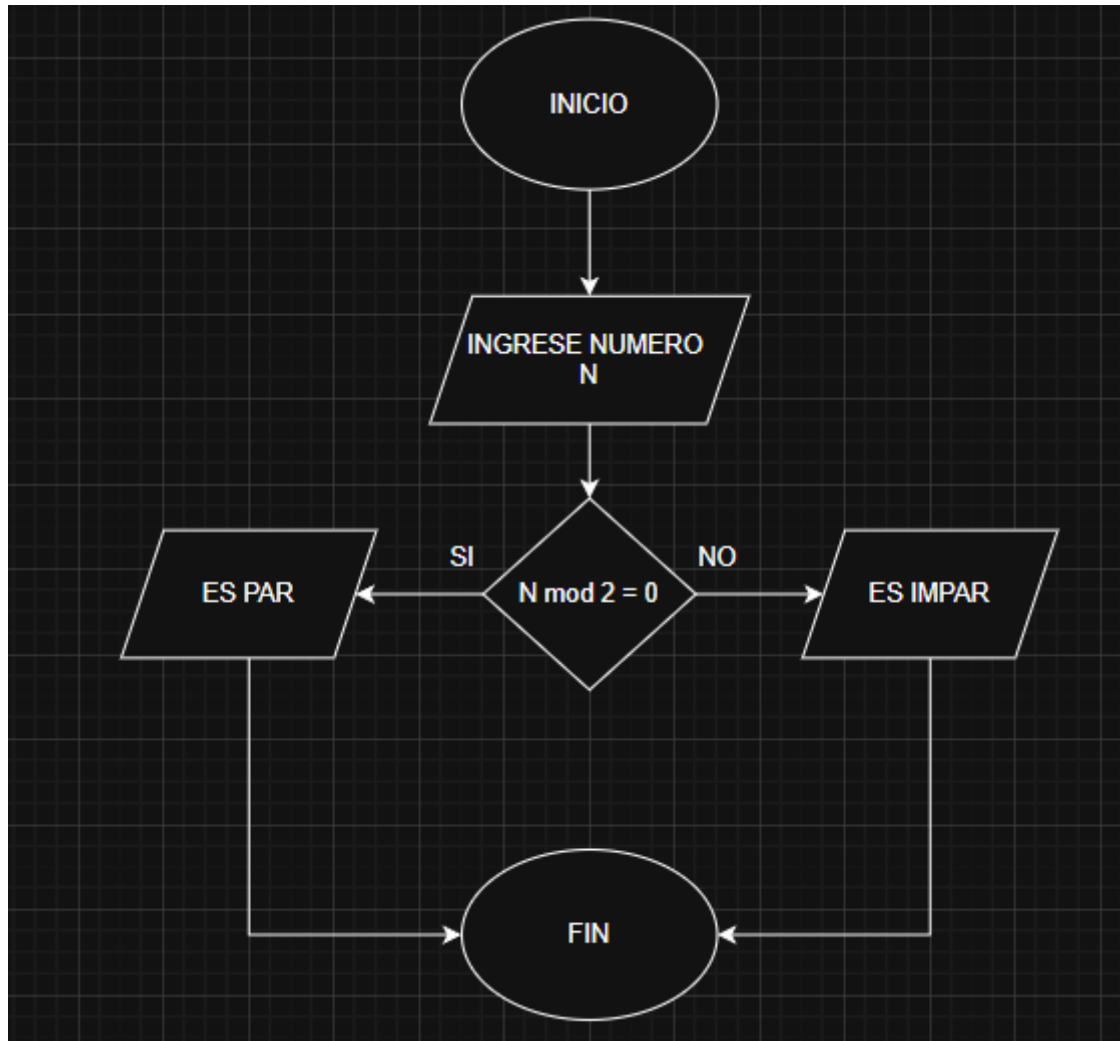 INICIO
INGRESE NUMERO
N
SI
NO
ES PAR
N mod 2 = 0
ES IMPAR
FIN